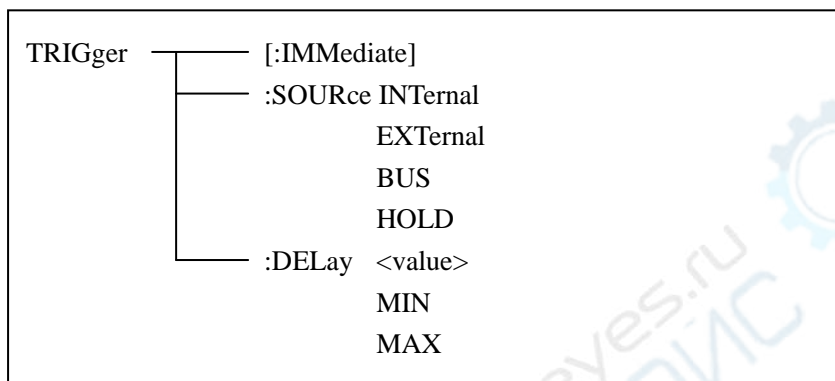 TRIGger [:IMMediate]
:SOURce INTernal
EXTernal
BUS
HOLD
:DELay <value>
MIN
MAX